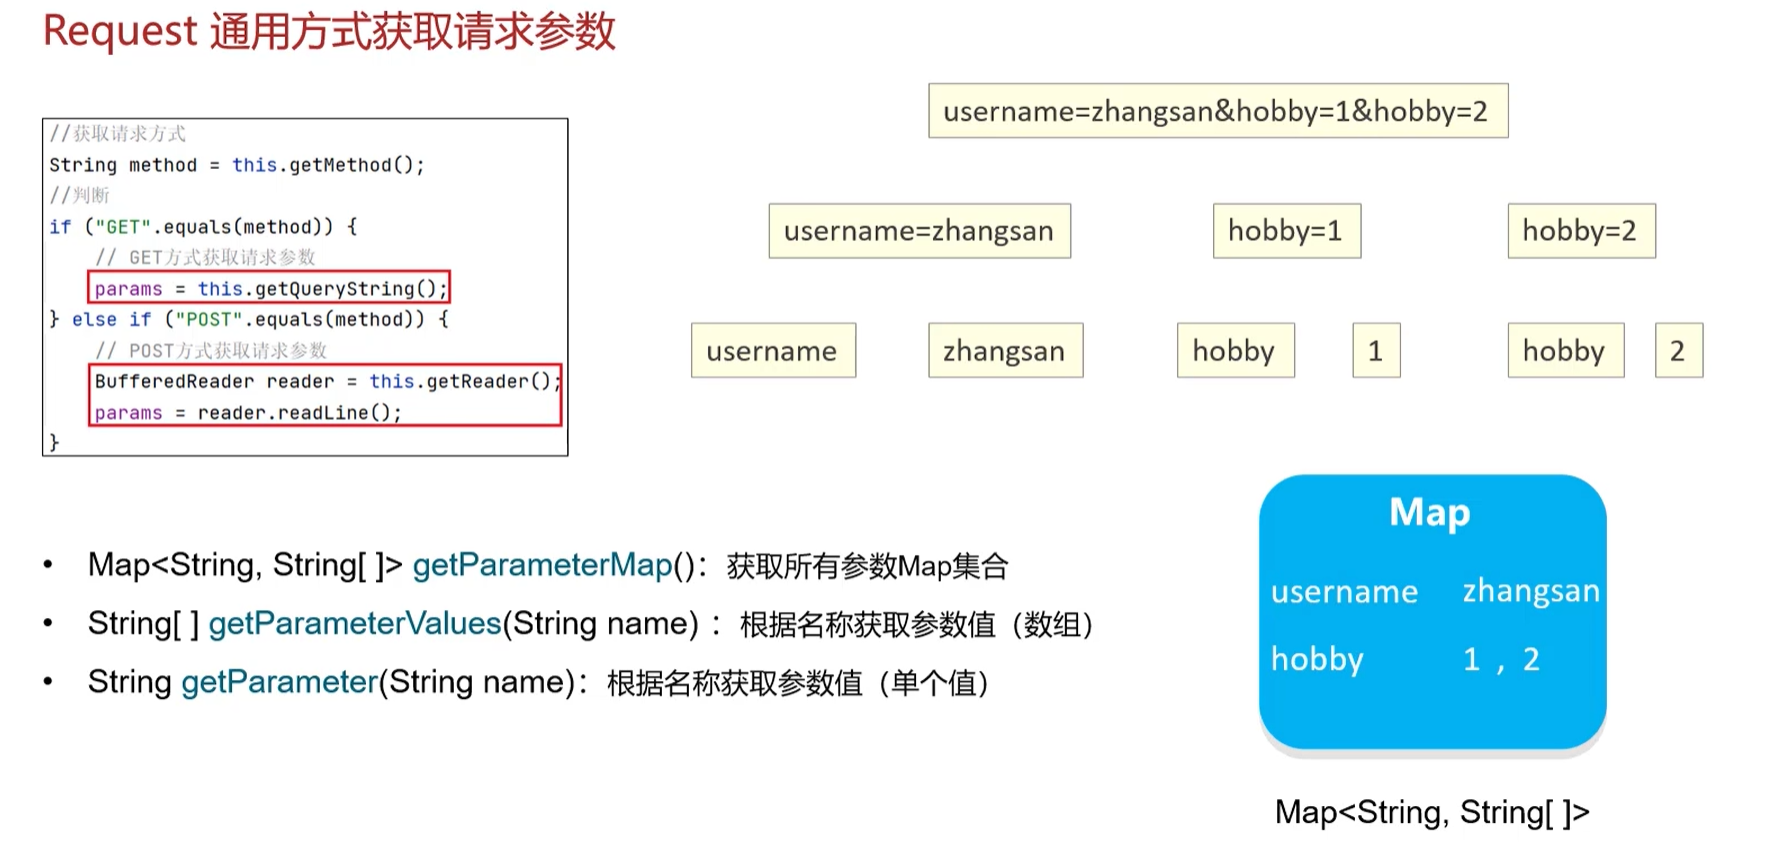 Request 通用方式获取请求参数
//获取请求方式
String method = this.getMethod();
//判断
if ("GET".equals(method)) {
// GET方式获取请求参数
params = this.getQueryString();
} else if ("POST".equals(method)) {
// POST方式获取请求参数
BufferedReader reader = this.getReader();
params = reader.readLine();
}
username=zhangsan&hobby=1&hobby=2
username=zhangsan hobby=1 hobby=2
username zhangsan hobby 1 hobby 2
• Map<String, String[ ]> getParameterMap()：获取所有参数Map集合
• String[ ] getParameterValues(String name) ：根据名称获取参数值（数组）
• String getParameter(String name)：根据名称获取参数值（单个值）
Map
username zhangsan
hobby 1 , 2
Map<String, String[ ]>